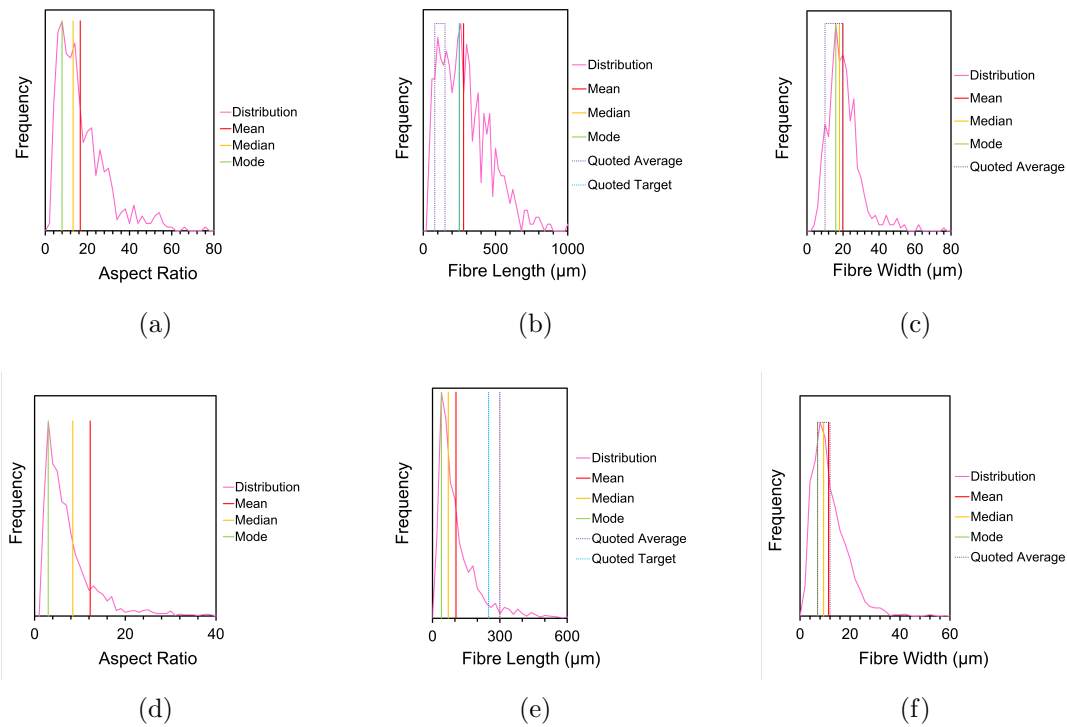 Frequency
Distribution
Mean
Median
Mode
0 20 40 60 80
Aspect Ratio
(a)
Frequency
Distribution
Mean
Median
Mode
Quoted Average
Quoted Target
0 500 1000
Fibre Length (µm)
(b)
Frequency
Distribution
Mean
Median
Mode
Quoted Average
0 20 40 60 80
Fibre Width (µm)
(c)
Frequency
Distribution
Mean
Median
Mode
0 20 40
Aspect Ratio
(d)
Frequency
Distribution
Mean
Median
Mode
Quoted Average
Quoted Target
0 300 600
Fibre Length (µm)
(e)
Frequency
Distribution
Mean
Median
Mode
Quoted Average
0 20 40 60
Fibre Width (µm)
(f)